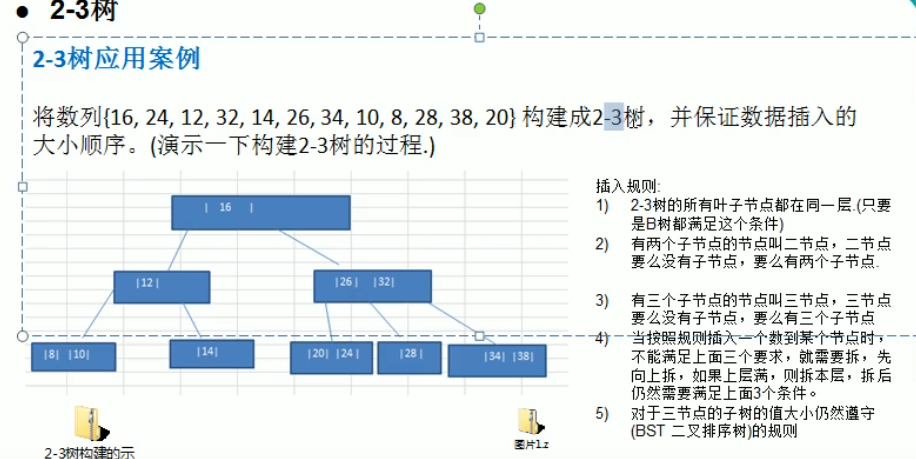 ● 2-3树
2-3树应用案例
将数列{16, 24, 12, 32, 14, 26, 34, 10, 8, 28, 38, 20} 构建成2-3树，并保证数据插入的
大小顺序。(演示一下构建2-3树的过程.)
| 16 |
|12|
|26| |32|
|8| |10|
|14|
|20| |24|
|28|
|34| |38|
插入规则:
1) 2-3树的所有叶子节点都在同一层.(只要
是B树都满足这个条件)
2) 有两个子节点的节点叫二节点，二节点
要么没有子节点，要么有两个子节点.
3) 有三个子节点的节点叫三节点，三节点
要么没有子节点，要么有三个子节点
4) 当按照规则插入一个数到某个节点时，
不能满足上面三个要求，就需要拆，先
向上拆，如果上层满，则拆本层，拆后
仍然需要满足上面3个条件。
5) 对于三节点的子树的值大小仍然遵守
(BST 二叉排序树)的规则
2-3树构建的示
图片1.z